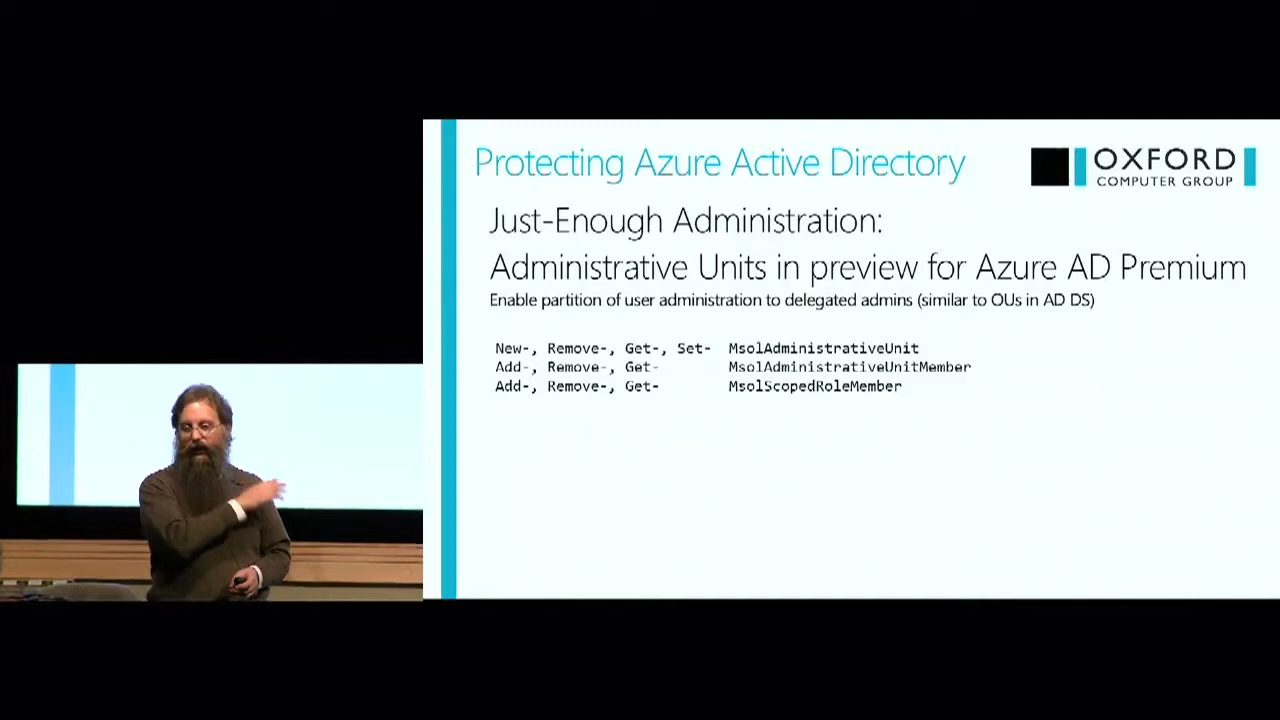 Protecting Azure Active Directory
OXFORD
COMPUTER GROUP
Just-Enough Administration:
Administrative Units in preview for Azure AD Premium
Enable partition of user administration to delegated admins (similar to OUs in AD DS)
New-, Remove-, Get-, Set- MsolAdministrativeUnit
Add-, Remove-, Get- MsolAdministrativeUnitMember
Add-, Remove-, Get- MsolScopedRoleMember